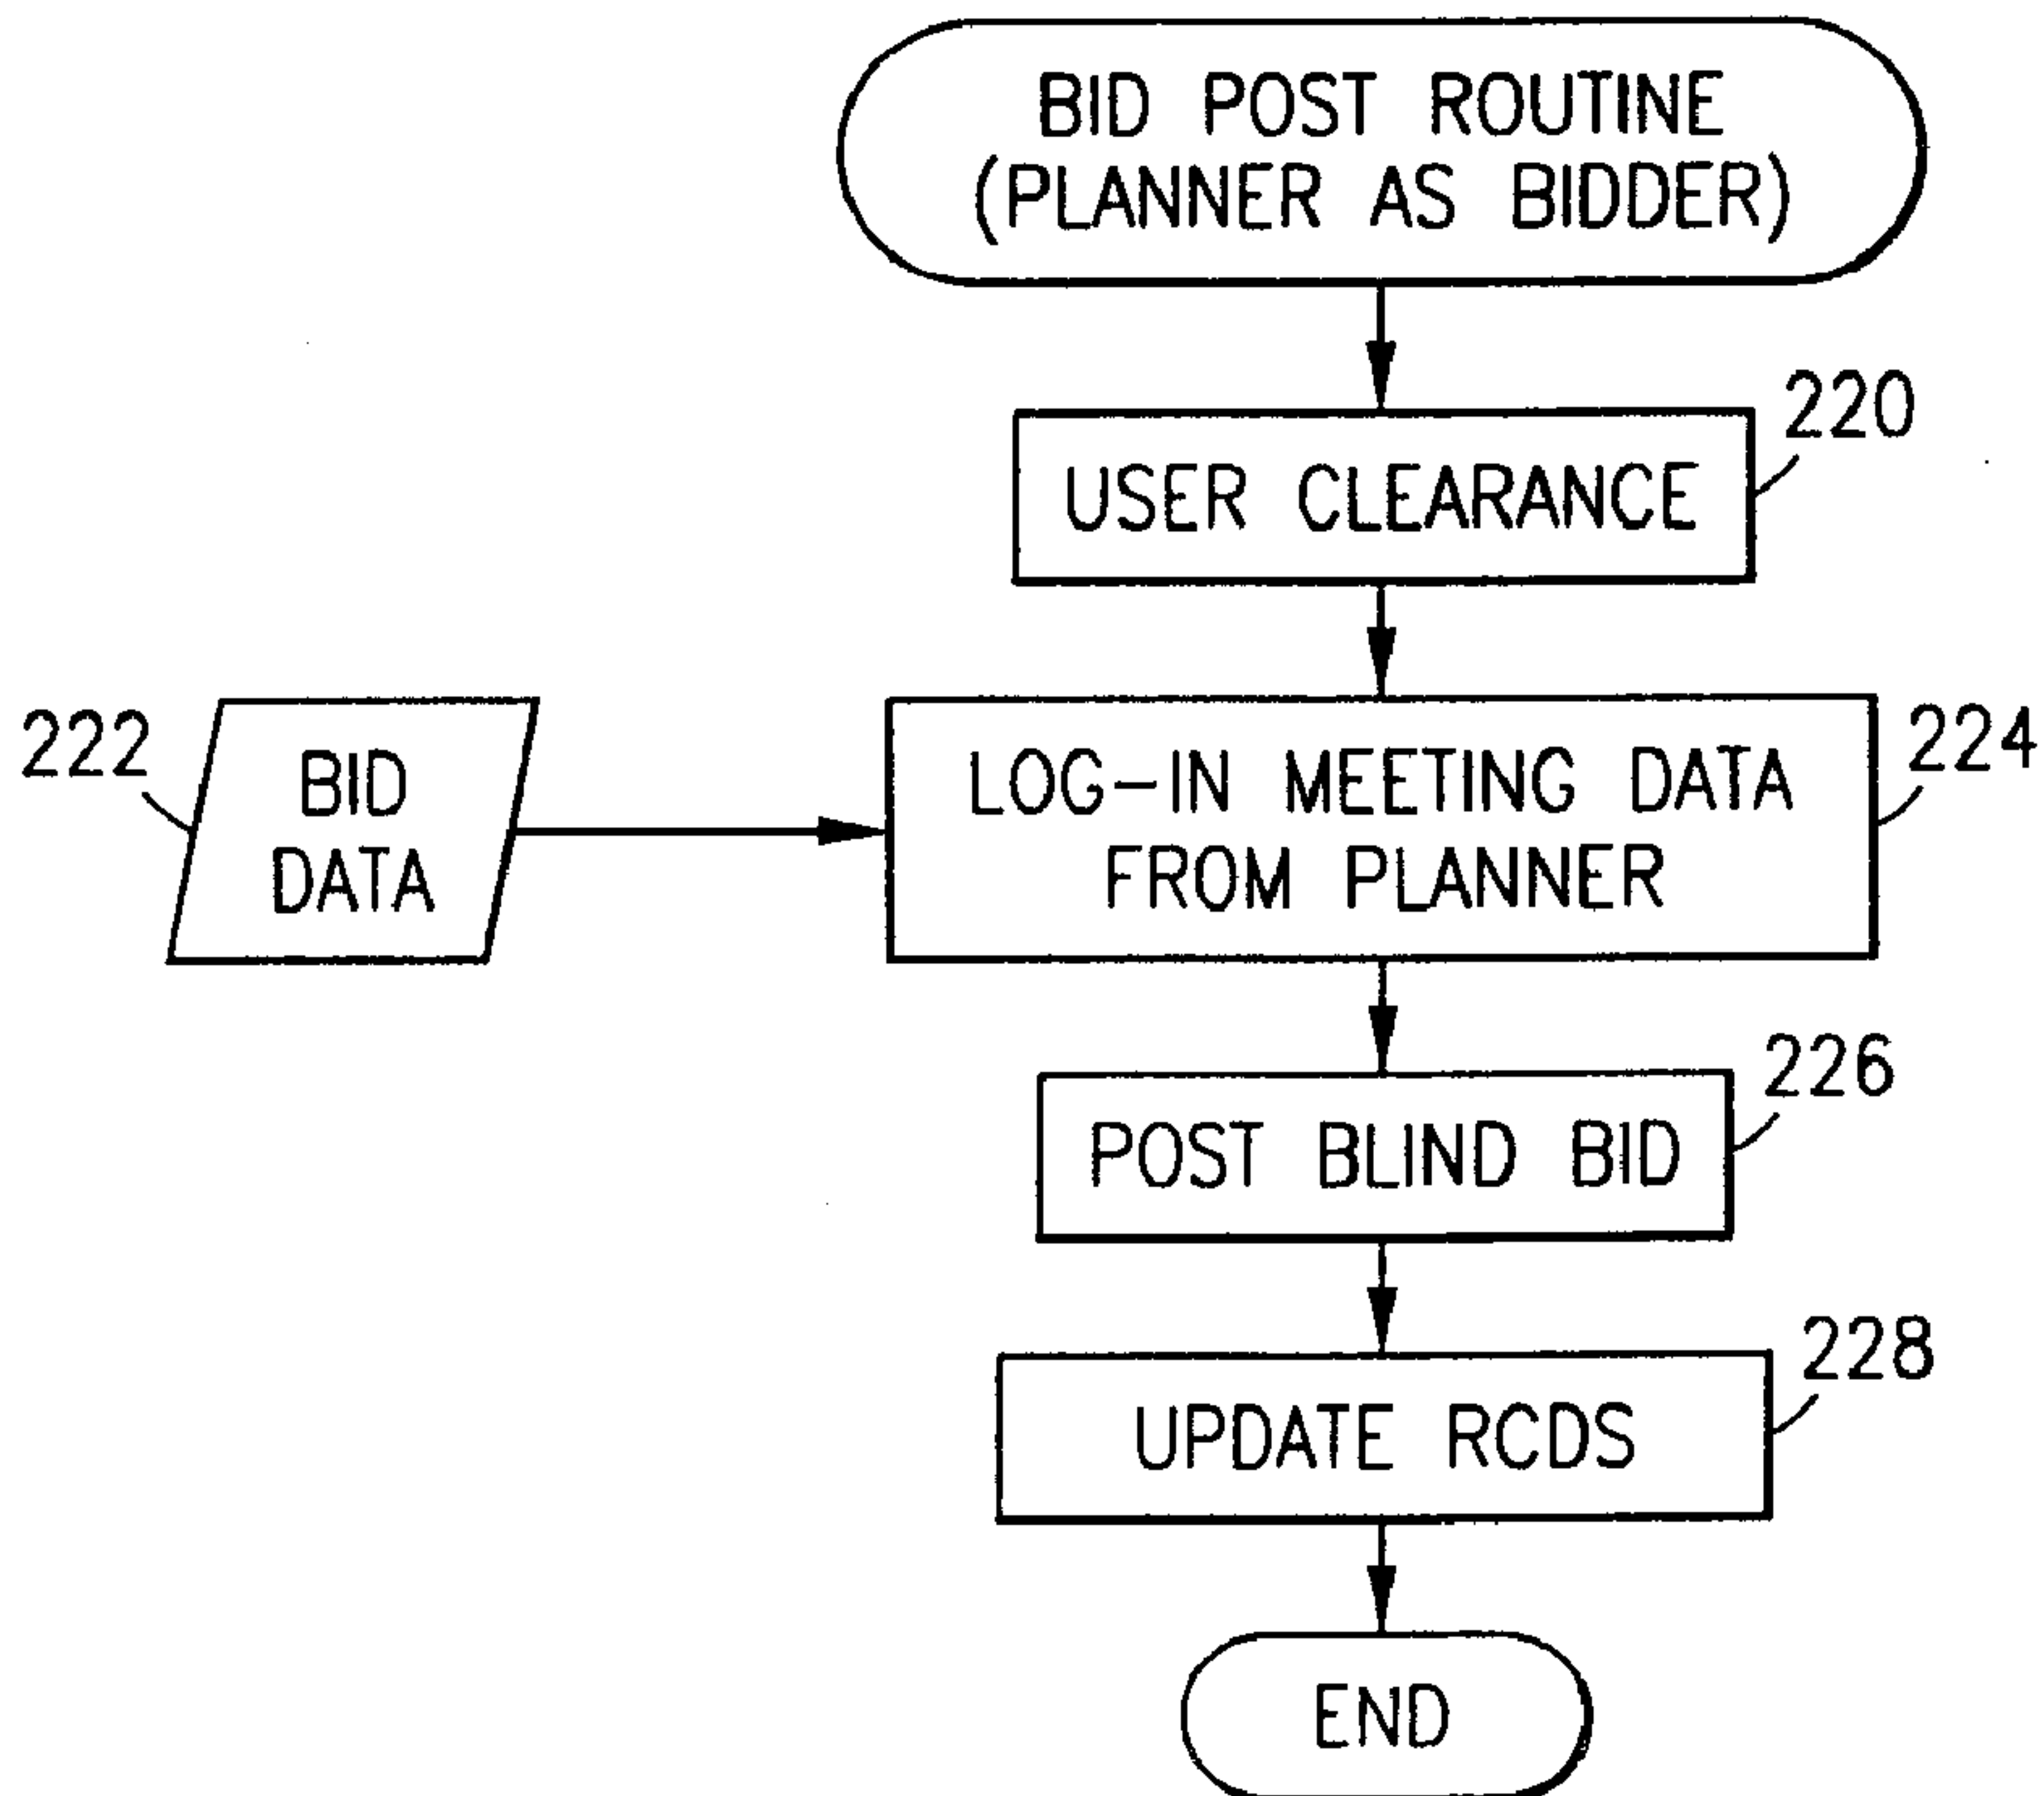 BID POST ROUTINE
(PLANNER AS BIDDER)
220
USER CLEARANCE
222
BID
DATA
224
LOG-IN MEETING DATA
FROM PLANNER
226
POST BLIND BID
228
UPDATE RCDS
END